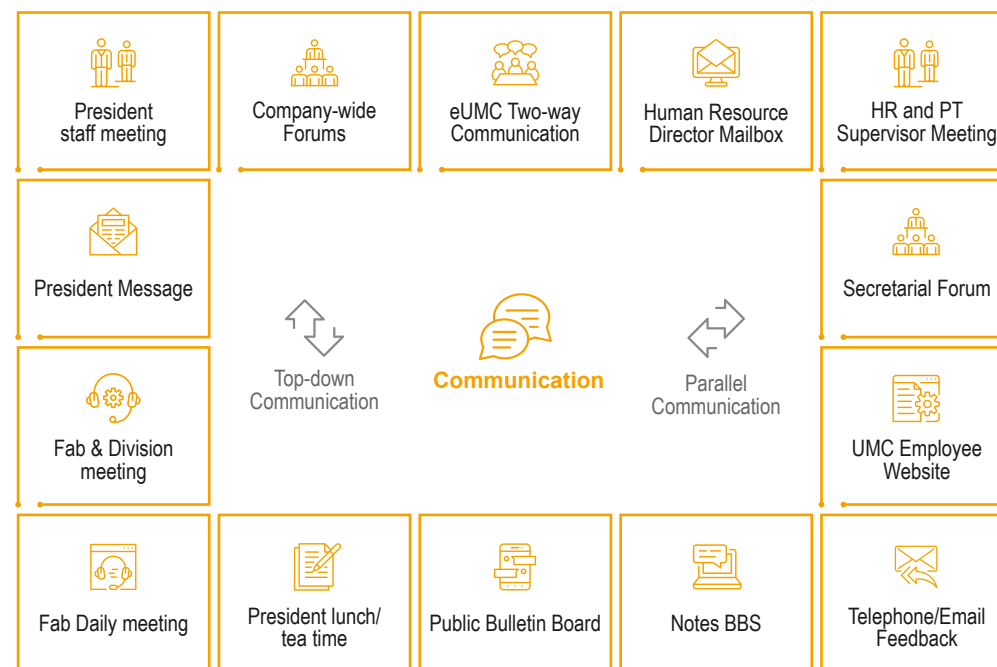 President
staff meeting
Company-wide
Forums
eUMC Two-way
Communication
Human Resource
Director Mailbox
HR and PT
Supervisor Meeting
President Message
Secretarial Forum
Top-down
Communication
Communication
Parallel
Communication
Fab & Division
meeting
UMC Employee
Website
Fab Daily meeting
President lunch/
tea time
Public Bulletin Board
Notes BBS
Telephone/Email
Feedback